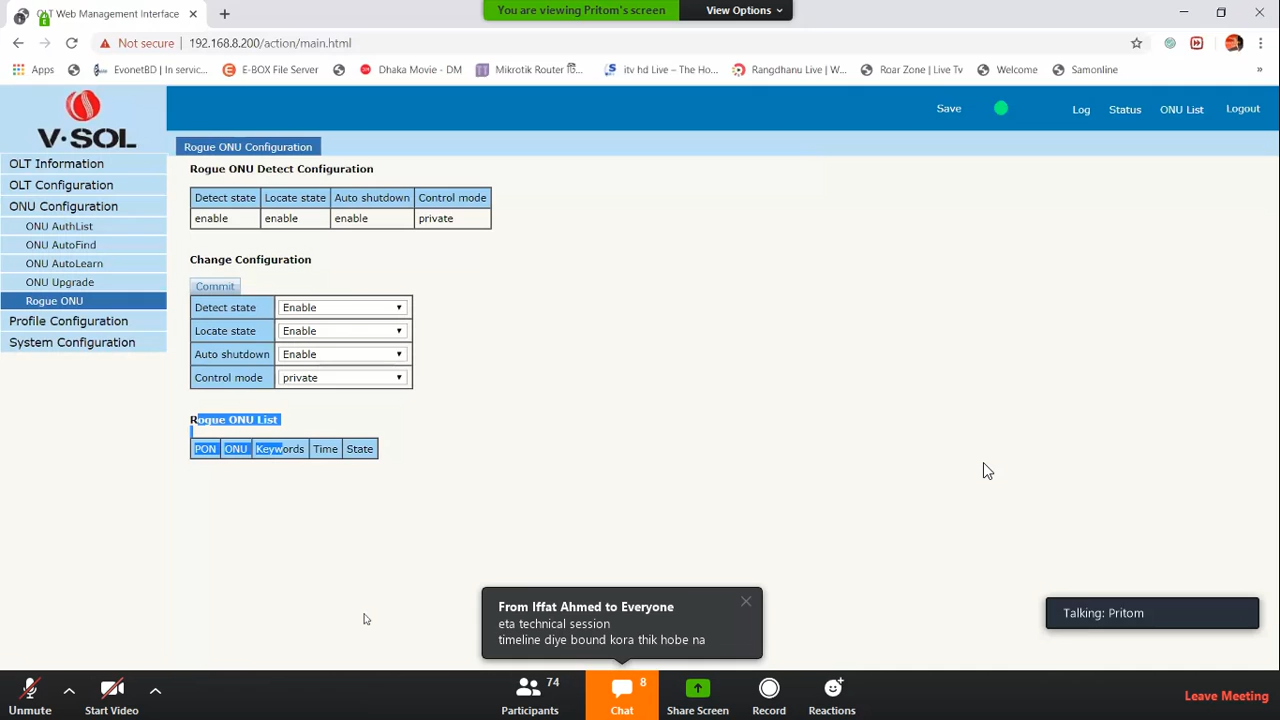 OLT Web Management Interface
You are viewing Pritom's screen
View Options
Not secure
192.168.8.200/action/main.html
Apps
EvonetBD | In servic...
E-BOX File Server
Dhaka Movie - DM
Mikrotik Router
itv hd Live – The Ho...
Rangdhanu Live | W...
Roar Zone | Live Tv
Welcome
Samonline
»
V·SOL
Save
Log
Status
ONU List
Logout
OLT Information
OLT Configuration
ONU Configuration
ONU AuthList
ONU AutoFind
ONU AutoLearn
ONU Upgrade
Rogue ONU
Profile Configuration
System Configuration
Rogue ONU Configuration
Rogue ONU Detect Configuration
Detect state Locate state Auto shutdown Control mode
enable enable enable private
Change Configuration
Commit
Detect state Enable
Locate state Enable
Auto shutdown Enable
Control mode private
Rogue ONU List
PON ONU Keywords Time State
From Iffat Ahmed to Everyone
eta technical session
timeline diye bound kora thik hobe na
Talking: Pritom
Unmute
Start Video
74
Participants
8
Chat
Share Screen
Record
Reactions
Leave Meeting